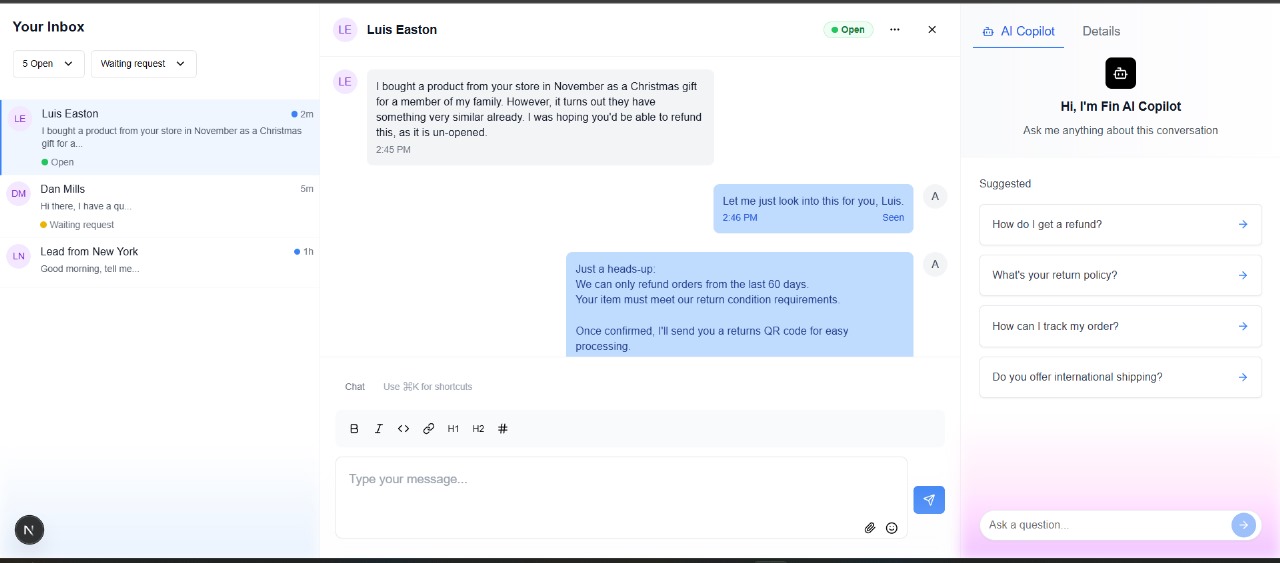 Your Inbox
5 Open
Waiting request
LE
Luis Easton
2m
I bought a product from your store in November as a Christmas
gift for a...
Open
DM
Dan Mills
5m
Hi there, I have a qu...
Waiting request
LN
Lead from New York
1h
Good morning, tell me...
N
LE
Luis Easton
Open
LE
I bought a product from your store in November as a Christmas gift
for a member of my family. However, it turns out they have
something very similar already. I was hoping you'd be able to refund
this, as it is un-opened.
2:45 PM
Let me just look into this for you, Luis.
2:46 PM
Seen
A
Just a heads-up:
We can only refund orders from the last 60 days.
Your item must meet our return condition requirements.
Once confirmed, I'll send you a returns QR code for easy
processing.
A
Chat
Use ⌘K for shortcuts
B
I
H1
H2
#
Type your message...
AI Copilot
Details
Hi, I'm Fin AI Copilot
Ask me anything about this conversation
Suggested
How do I get a refund?
What's your return policy?
How can I track my order?
Do you offer international shipping?
Ask a question...